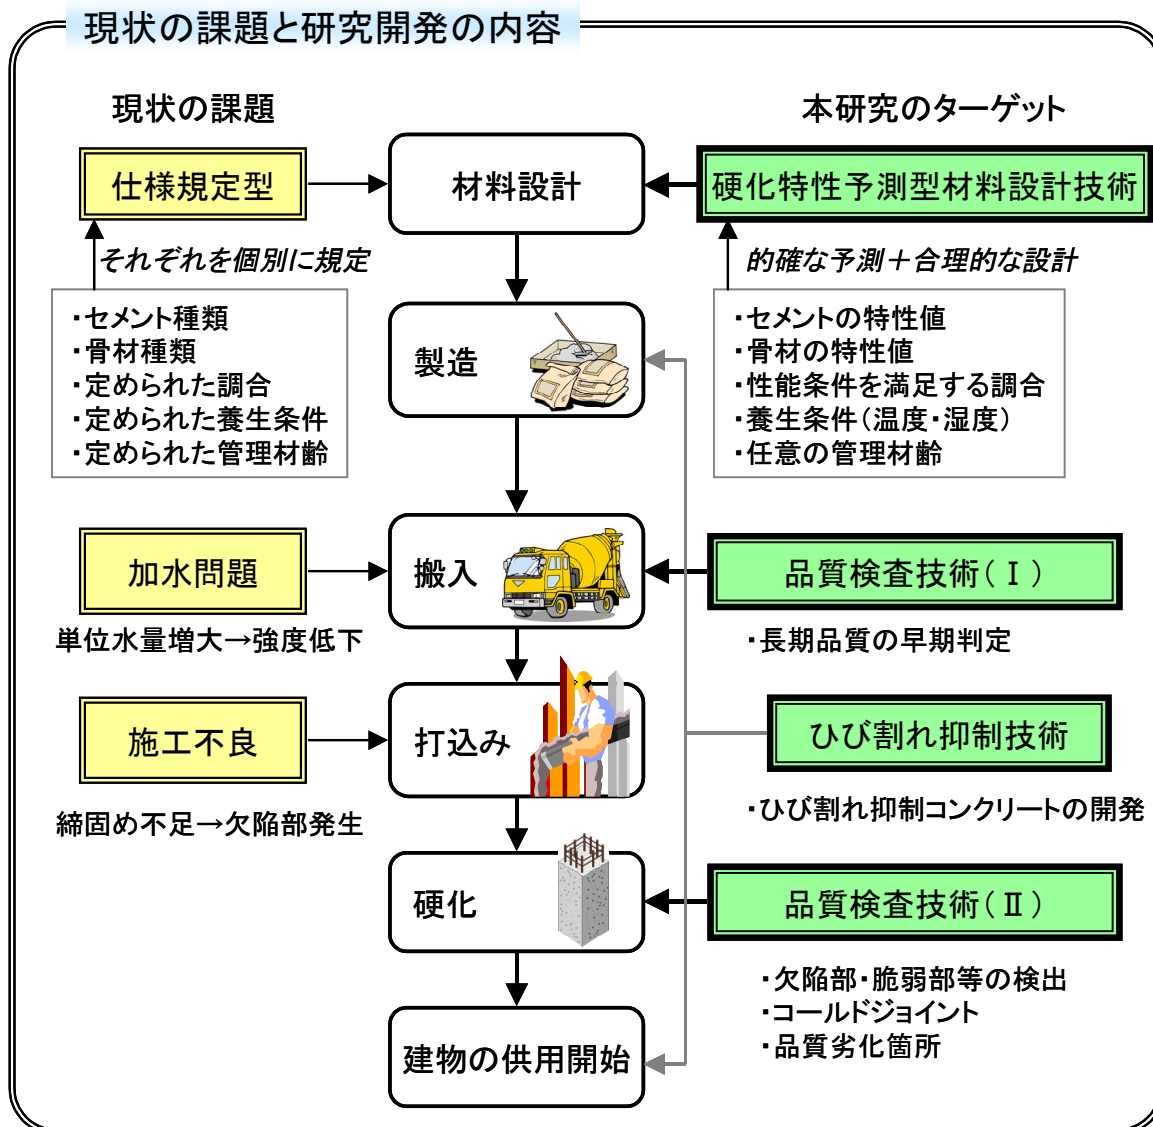 現状の課題と研究開発の内容
現状の課題
本研究のターゲット
仕様規定型
材料設計
硬化特性予測型材料設計技術
それぞれを個別に規定
的確な予測＋合理的な設計
・セメント種類
・骨材種類
・定められた調合
・定められた養生条件
・定められた管理材齢
製造
・セメントの特性値
・骨材の特性値
・性能条件を満足する調合
・養生条件（温度・湿度）
・任意の管理材齢
加水問題
搬入
品質検査技術（Ⅰ）
単位水量増大→強度低下
・長期品質の早期判定
施工不良
打込み
ひび割れ抑制技術
締固め不足→欠陥部発生
・ひび割れ抑制コンクリートの開発
硬化
品質検査技術（Ⅱ）
・欠陥部・脆弱部等の検出
・コールドジョイント
・品質劣化箇所
建物の供用開始